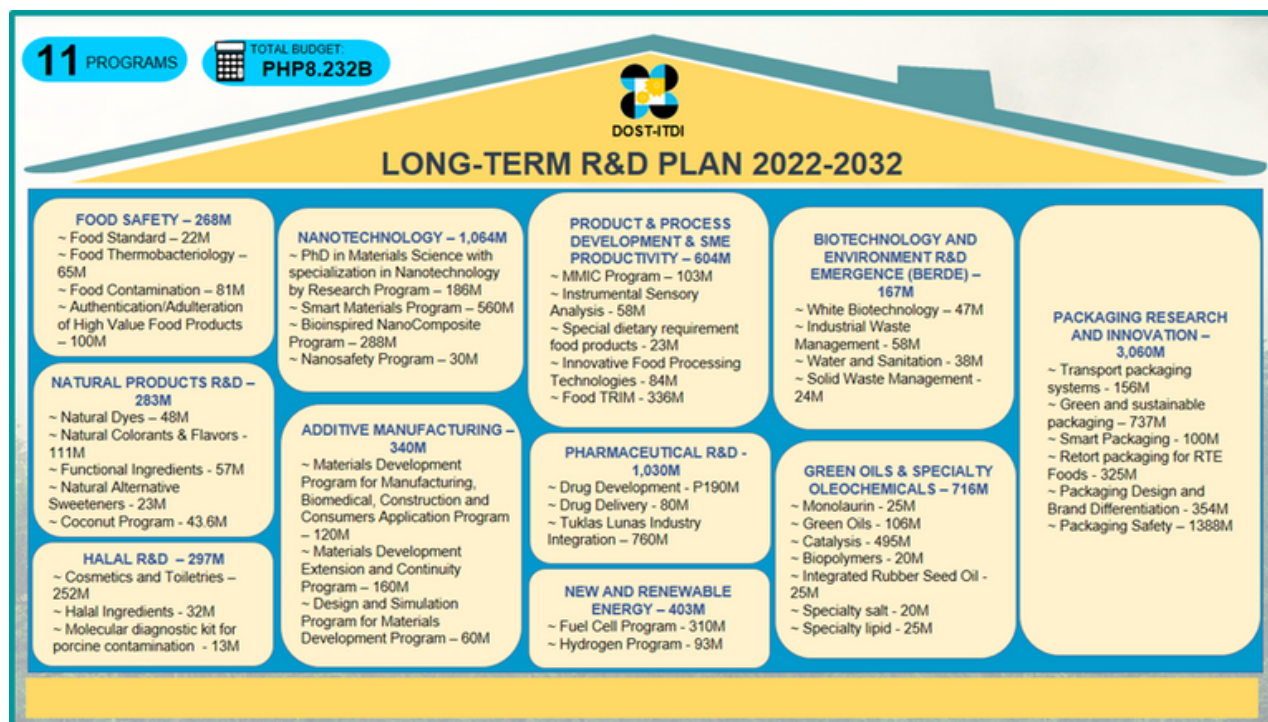 11 PROGRAMS
TOTAL BUDGET:
PHP8.232B
DOST-ITDI
LONG-TERM R&D PLAN 2022-2032
FOOD SAFETY – 268M
~ Food Standard – 22M
~ Food Thermobacteriology –
65M
~ Food Contamination – 81M
~ Authentication/Adulteration
of High Value Food Products
– 100M
NATURAL PRODUCTS R&D –
283M
~ Natural Dyes – 48M
~ Natural Colorants & Flavors -
111M
~ Functional Ingredients - 57M
~ Natural Alternative
Sweeteners - 23M
~ Coconut Program - 43.6M
HALAL R&D – 297M
~ Cosmetics and Toiletries –
252M
~ Halal Ingredients - 32M
~ Molecular diagnostic kit for
porcine contamination - 13M
NANOTECHNOLOGY – 1,064M
~ PhD in Materials Science with
specialization in Nanotechnology
by Research Program – 186M
~ Smart Materials Program – 560M
~ Bioinspired NanoComposite
Program – 288M
~ Nanosafety Program – 30M
ADDITIVE MANUFACTURING –
340M
~ Materials Development
Program for Manufacturing,
Biomedical, Construction and
Consumers Application Program
– 120M
~ Materials Development
Extension and Continuity
Program – 160M
~ Design and Simulation
Program for Materials
Development Program – 60M
PRODUCT & PROCESS
DEVELOPMENT & SME
PRODUCTIVITY – 604M
~ MMIC Program – 103M
~ Instrumental Sensory
Analysis - 58M
~ Special dietary requirement
food products - 23M
~ Innovative Food Processing
Technologies - 84M
~ Food TRIM - 336M
PHARMACEUTICAL R&D -
1,030M
~ Drug Development - P190M
~ Drug Delivery - 80M
~ Tuklas Lunas Industry
Integration - 760M
NEW AND RENEWABLE
ENERGY – 403M
~ Fuel Cell Program - 310M
~ Hydrogen Program - 93M
BIOTECHNOLOGY AND
ENVIRONMENT R&D
EMERGENCE (BERDE) –
167M
~ White Biotechnology – 47M
~ Industrial Waste
Management - 58M
~ Water and Sanitation - 38M
~ Solid Waste Management -
24M
GREEN OILS & SPECIALTY
OLEOCHEMICALS – 716M
~ Monolaurin - 25M
~ Green Oils - 106M
~ Catalysis - 495M
~ Biopolymers - 20M
~ Integrated Rubber Seed Oil -
25M
~ Specialty salt - 20M
~ Specialty lipid - 25M
PACKAGING RESEARCH
AND INNOVATION –
3,060M
~ Transport packaging
systems - 156M
~ Green and sustainable
packaging - 737M
~ Smart Packaging - 100M
~ Retort packaging for RTE
Foods - 325M
~ Packaging Design and
Brand Differentiation - 354M
~ Packaging Safety - 1388M